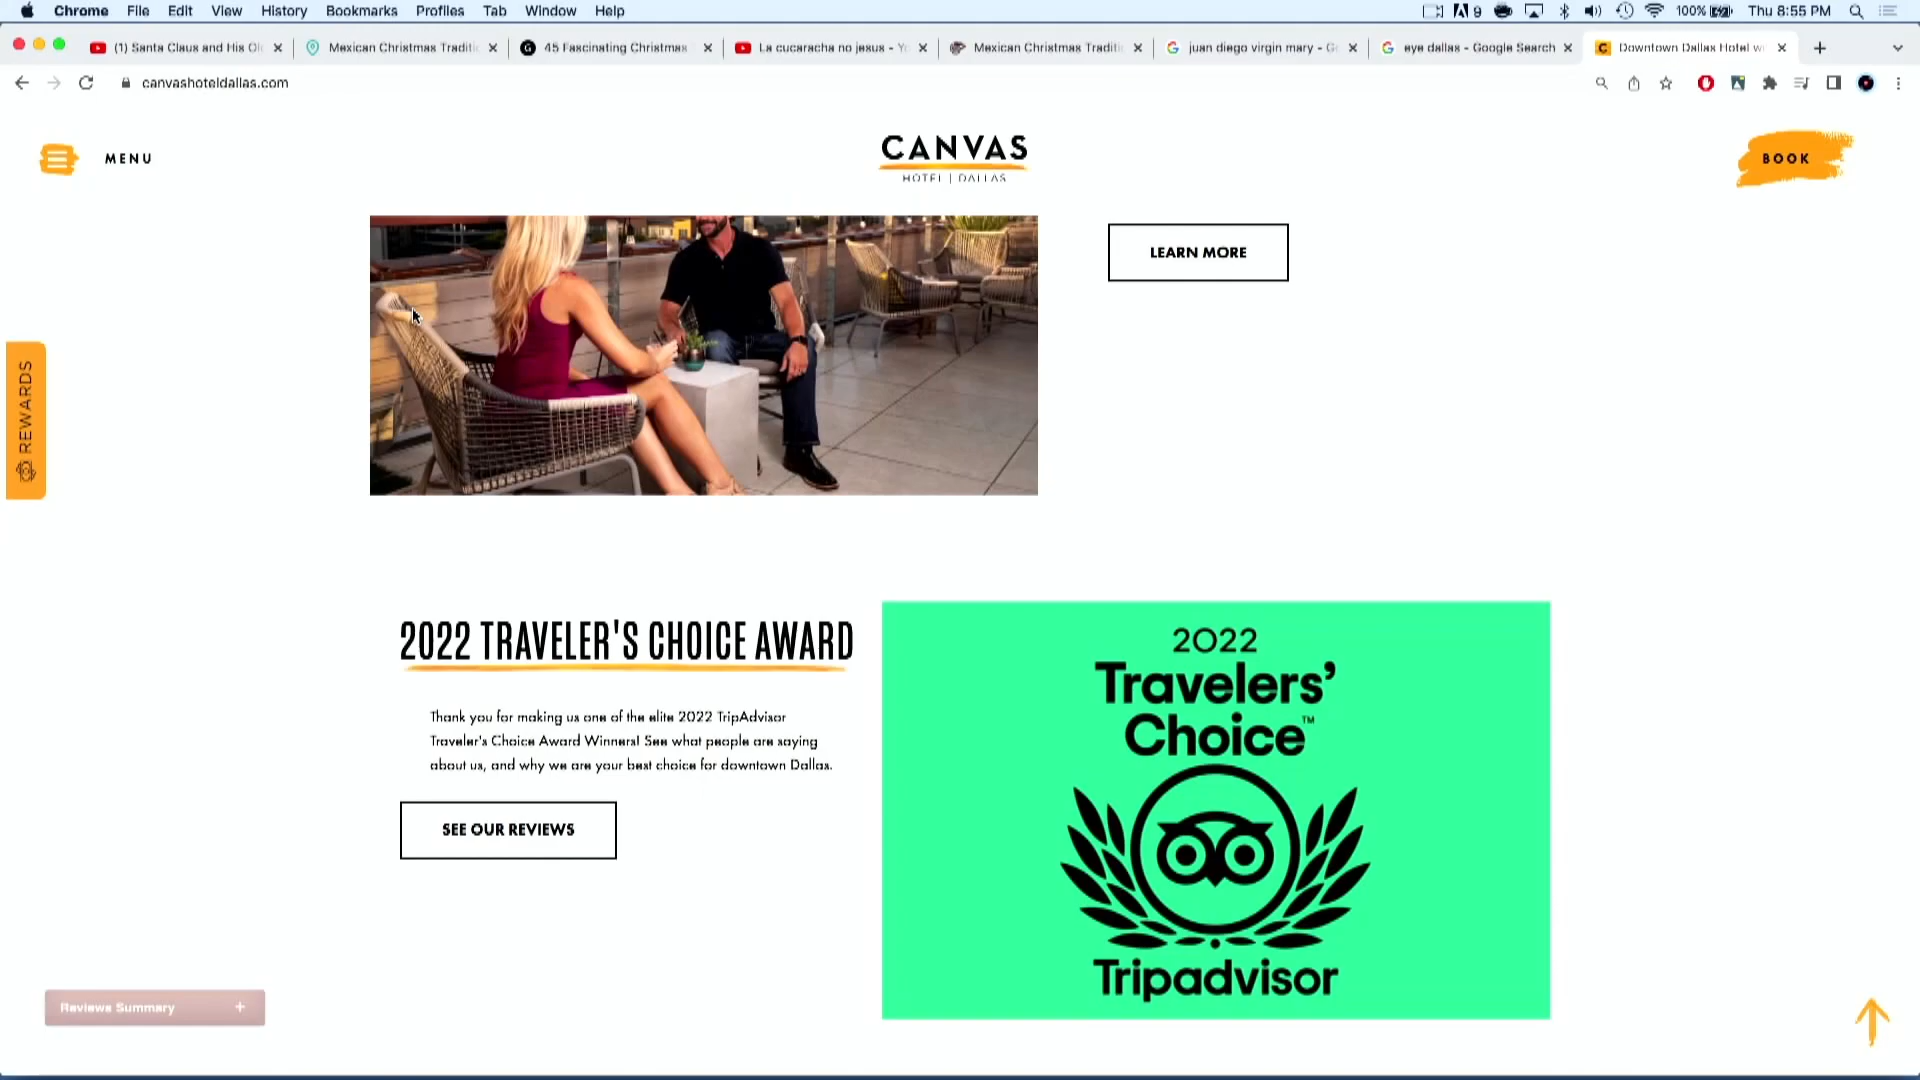 Chrome File Edit View History Bookmarks Profiles Tab Window Help
9 100% Thu 8:55 PM
(1) Santa Claus and His Ol
Mexican Christmas Traditi
45 Fascinating Christmas
La cucaracha no jesus - Y
Mexican Christmas Traditi
juan diego virgin mary - G
eye dallas - Google Search
Downtown Dallas Hotel w
canvashoteldallas.com
MENU
CANVAS
HOTEL | DALLAS
BOOK
LEARN MORE
REWARDS
2022 TRAVELER'S CHOICE AWARD
Thank you for making us one of the elite 2022 TripAdvisor
Traveler's Choice Award Winners! See what people are saying
about us, and why we are your best choice for downtown Dallas.
SEE OUR REVIEWS
2022
Travelers'
Choice™
Tripadvisor
Reviews Summary +